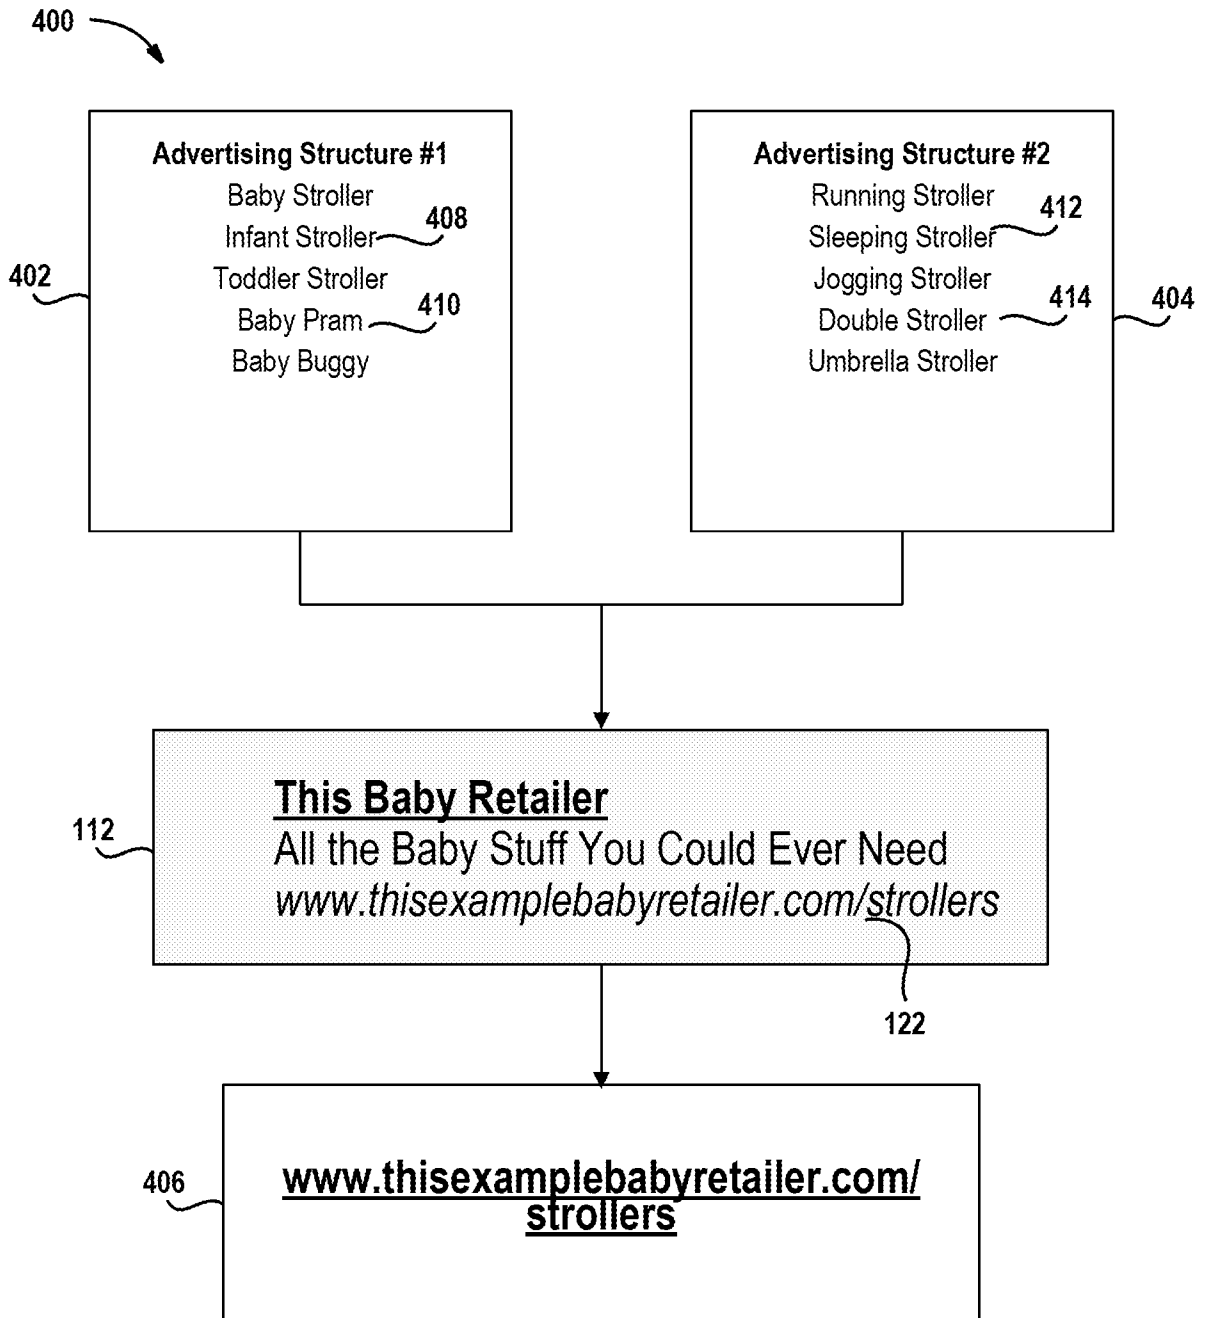 400
Advertising Structure #1
Baby Stroller
Infant Stroller
408
Toddler Stroller
402
Baby Pram
410
Baby Buggy
Advertising Structure #2
Running Stroller
412
Sleeping Stroller
Jogging Stroller
414
404
Double Stroller
Umbrella Stroller
This Baby Retailer
112
All the Baby Stuff You Could Ever Need
www.thisexamplebabyretailer.com/strollers
122
406
www.thisexamplebabyretailer.com/
strollers